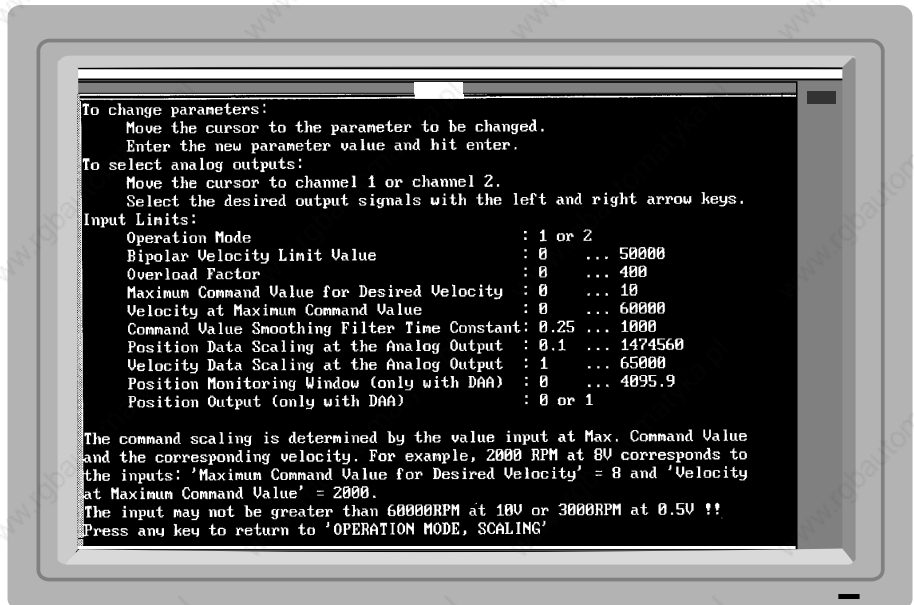 To change parameters:
Move the cursor to the parameter to be changed.
Enter the new parameter value and hit enter.
To select analog outputs:
Move the cursor to channel 1 or channel 2.
Select the desired output signals with the left and right arrow keys.
Input Limits:
Operation Mode : 1 or 2
Bipolar Velocity Limit Value : 0 ... 50000
Overload Factor : 0 ... 400
Maximum Command Value for Desired Velocity : 0 ... 10
Velocity at Maximum Command Value : 0 ... 60000
Command Value Smoothing Filter Time Constant: 0.25 ... 1000
Position Data Scaling at the Analog Output : 0.1 ... 1474560
Velocity Data Scaling at the Analog Output : 1 ... 65000
Position Monitoring Window (only with DAA) : 0 ... 4095.9
Position Output (only with DAA) : 0 or 1
The command scaling is determined by the value input at Max. Command Value
and the corresponding velocity. For example, 2000 RPM at 8V corresponds to
the inputs: 'Maximum Command Value for Desired Velocity' = 8 and 'Velocity
at Maximum Command Value' = 2000.
The input may not be greater than 60000RPM at 10V or 3000RPM at 0.5V !!
Press any key to return to 'OPERATION MODE, SCALING'